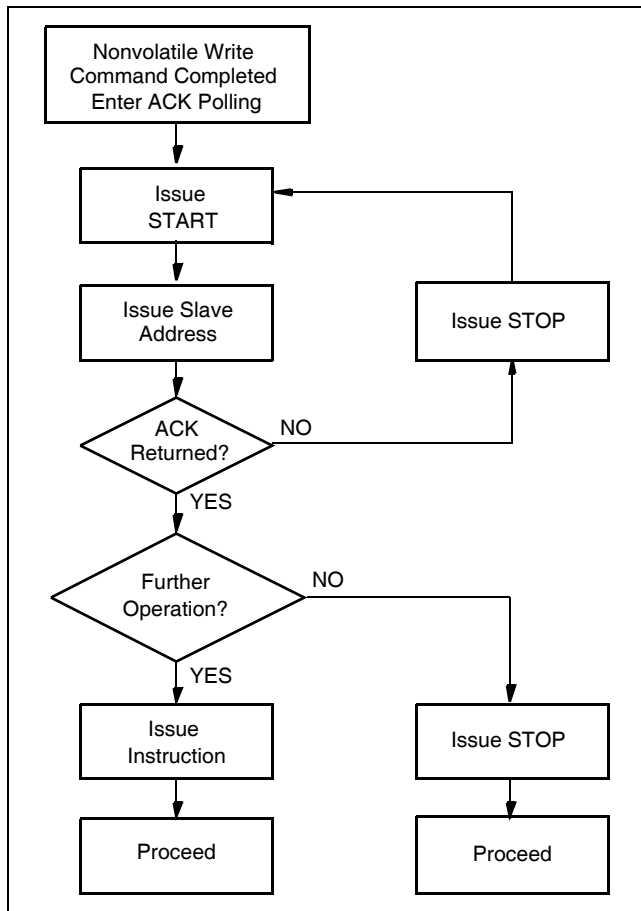 Nonvolatile Write
Command Completed
Enter ACK Polling
Issue
START
Issue Slave
Address
Issue STOP
ACK
Returned?
NO
YES
Further
Operation?
NO
YES
Issue
Instruction
Issue STOP
Proceed
Proceed